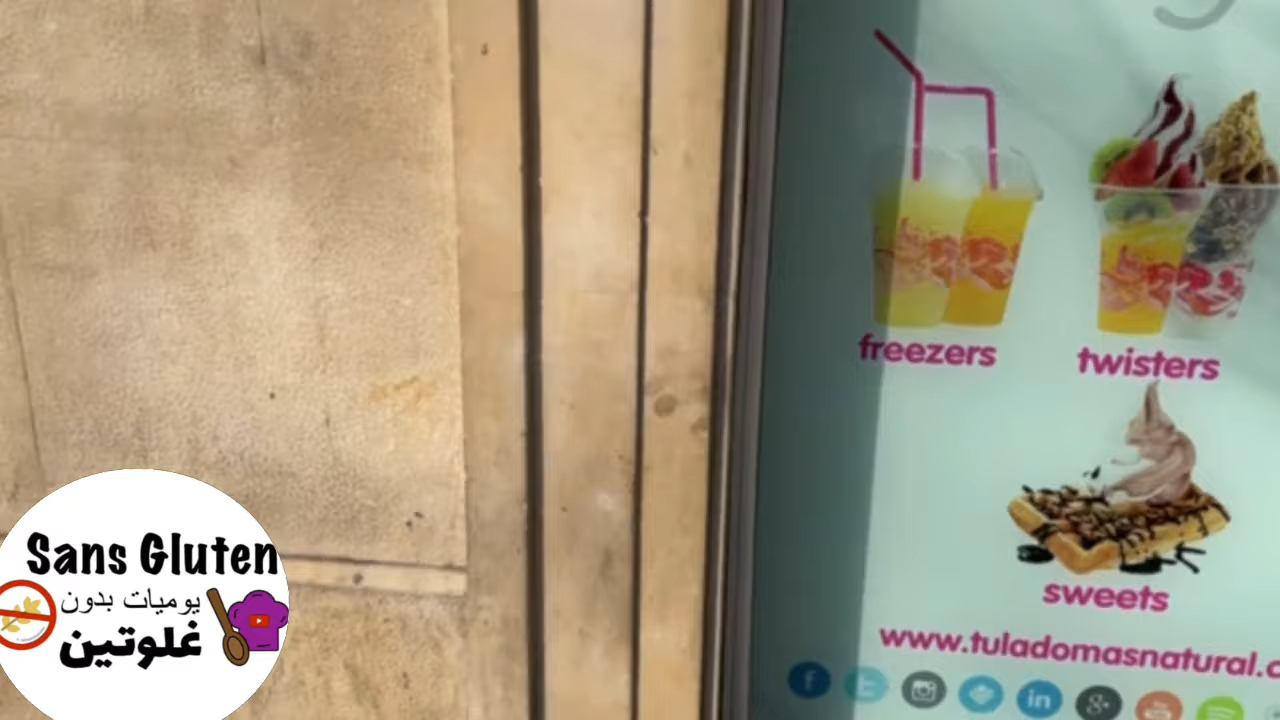 freezers
twisters
sweets
www.tuladomasnatural.c
Sans Gluten
يوميات بدون
غلوتين